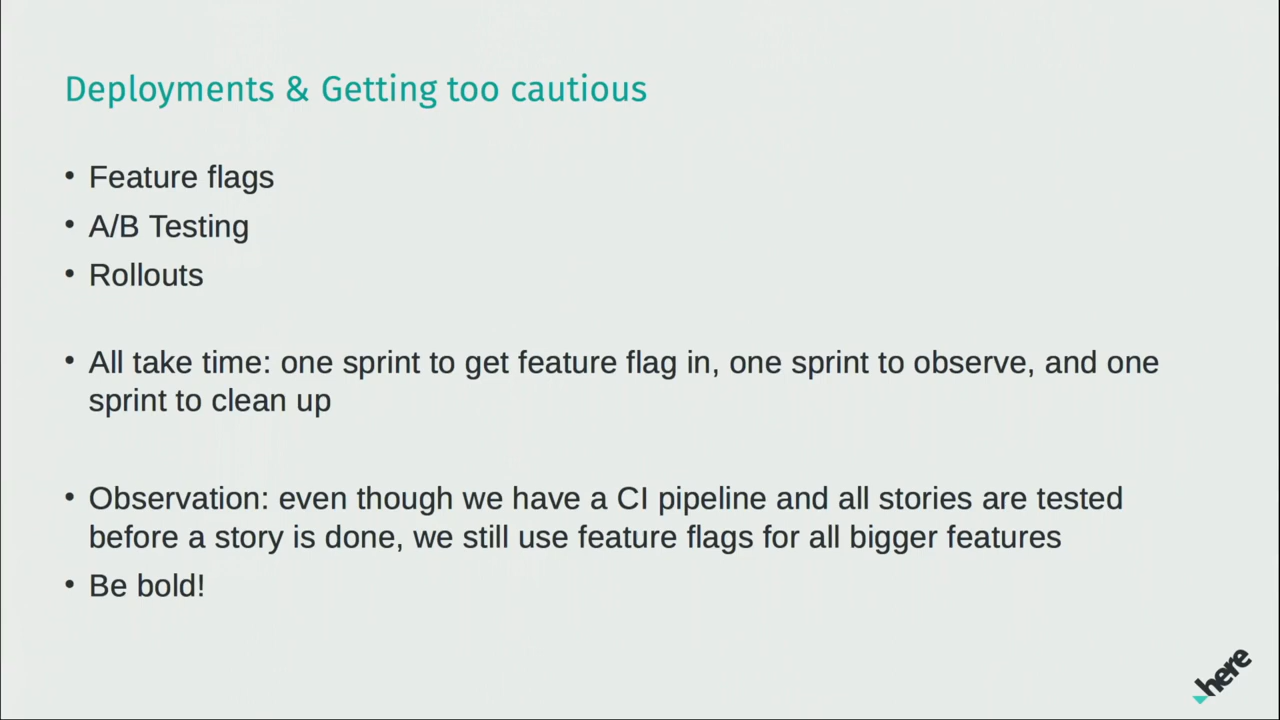 Deployments & Getting too cautious
• Feature flags
• A/B Testing
• Rollouts
• All take time: one sprint to get feature flag in, one sprint to observe, and one
sprint to clean up
• Observation: even though we have a CI pipeline and all stories are tested
before a story is done, we still use feature flags for all bigger features
• Be bold!
here